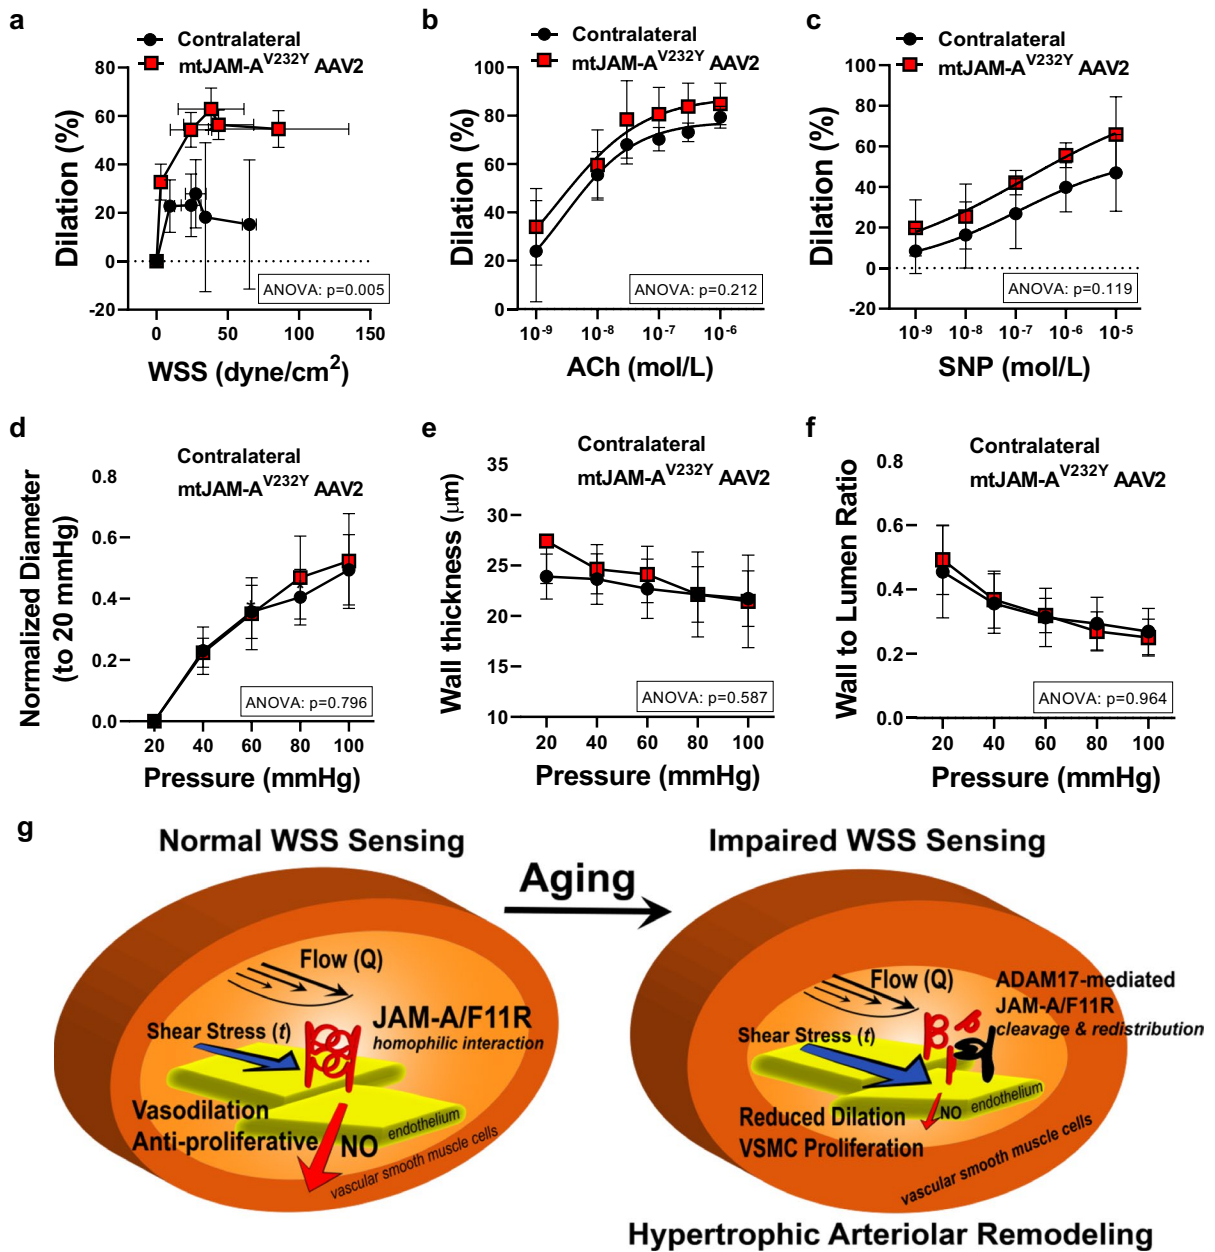 a
Contralateral
mtJAM-A^V232Y AAV2
Dilation (%)
80
60
40
20
0
-20
ANOVA: p=0.005
0
50
100
150
WSS (dyne/cm²)
b
Contralateral
mtJAM-A^V232Y AAV2
Dilation (%)
100
80
60
40
20
0
ANOVA: p=0.212
10⁻⁹
10⁻⁸
10⁻⁷
10⁻⁶
ACh (mol/L)
c
Contralateral
mtJAM-A^V232Y AAV2
Dilation (%)
100
80
60
40
20
0
-20
ANOVA: p=0.119
10⁻⁹
10⁻⁸
10⁻⁷
10⁻⁶
10⁻⁵
SNP (mol/L)
d
Contralateral
mtJAM-A^V232Y AAV2
Normalized Diameter
(to 20 mmHg)
0.8
0.6
0.4
0.2
0.0
ANOVA: p=0.796
20
40
60
80
100
Pressure (mmHg)
e
Contralateral
mtJAM-A^V232Y AAV2
Wall thickness (μm)
35
30
25
20
15
10
ANOVA: p=0.587
20
40
60
80
100
Pressure (mmHg)
f
Contralateral
mtJAM-A^V232Y AAV2
Wall to Lumen Ratio
0.8
0.6
0.4
0.2
0.0
ANOVA: p=0.964
20
40
60
80
100
Pressure (mmHg)
g
Normal WSS Sensing
Aging
Impaired WSS Sensing
Flow (Q)
JAM-A/F11R
homophilic interaction
Shear Stress (t)
Vasodilation
Anti-proliferative
NO
endothelium
vascular smooth muscle cells
Flow (Q)
ADAM17-mediated
JAM-A/F11R
cleavage & redistribution
Shear Stress (t)
Reduced Dilation
VSMC Proliferation
NO
endothelium
vascular smooth muscle cells
Hypertrophic Arteriolar Remodeling